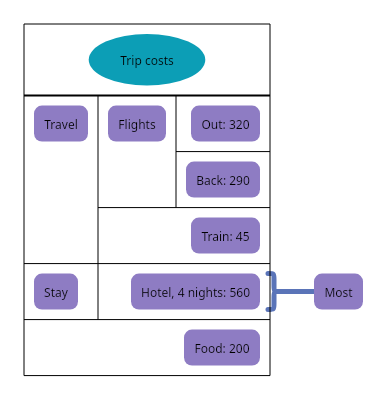 Trip costs
Travel
Flights
Out: 320
Back: 290
Train: 45
Stay
Hotel, 4 nights: 560
Most
Food: 200